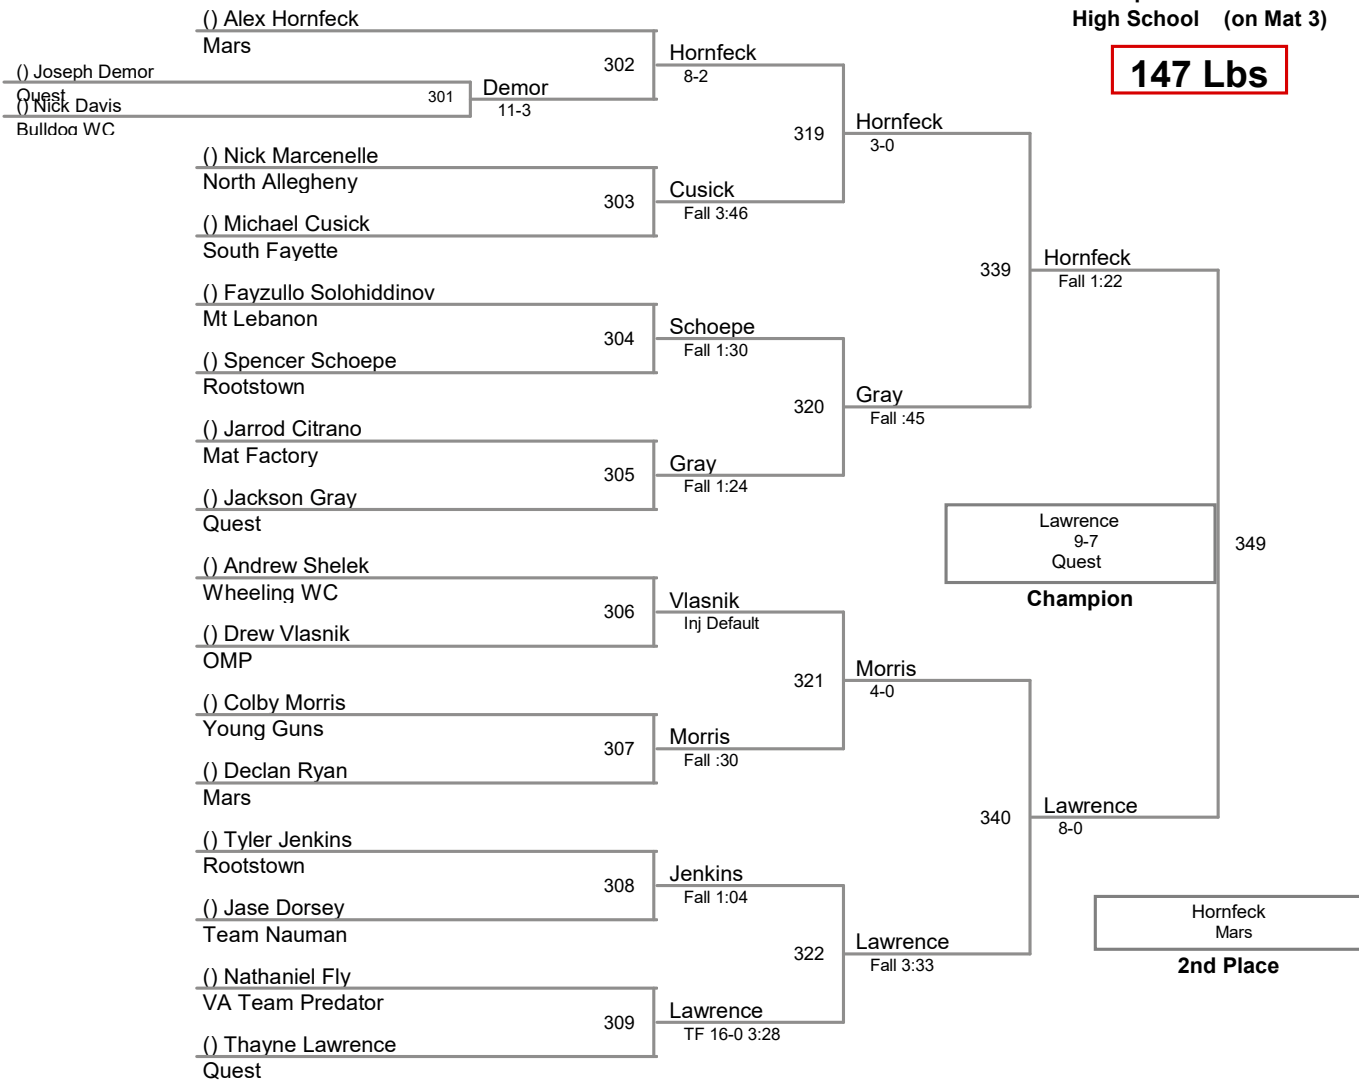 High School (on Mat 3)
147 Lbs
() Alex Hornfeck
Mars
() Joseph Demor
Quest
() Nick Davis
Bulldog WC
301
Demor
11-3
302
Hornfeck
8-2
() Nick Marcenelle
North Allegheny
() Michael Cusick
South Fayette
303
Cusick
Fall 3:46
319
Hornfeck
3-0
() Fayzullo Solohiddinov
Mt Lebanon
() Spencer Schoepe
Rootstown
304
Schoepe
Fall 1:30
() Jarrod Citrano
Mat Factory
() Jackson Gray
Quest
305
Gray
Fall 1:24
320
Gray
Fall :45
339
Hornfeck
Fall 1:22
() Andrew Shelek
Wheeling WC
() Drew Vlasnik
OMP
306
Vlasnik
Inj Default
() Colby Morris
Young Guns
() Declan Ryan
Mars
307
Morris
Fall :30
321
Morris
4-0
() Tyler Jenkins
Rootstown
() Jase Dorsey
Team Nauman
308
Jenkins
Fall 1:04
() Nathaniel Fly
VA Team Predator
() Thayne Lawrence
Quest
309
Lawrence
TF 16-0 3:28
322
Lawrence
Fall 3:33
340
Lawrence
8-0
349
Lawrence
9-7
Quest
Champion
Hornfeck
Mars
2nd Place